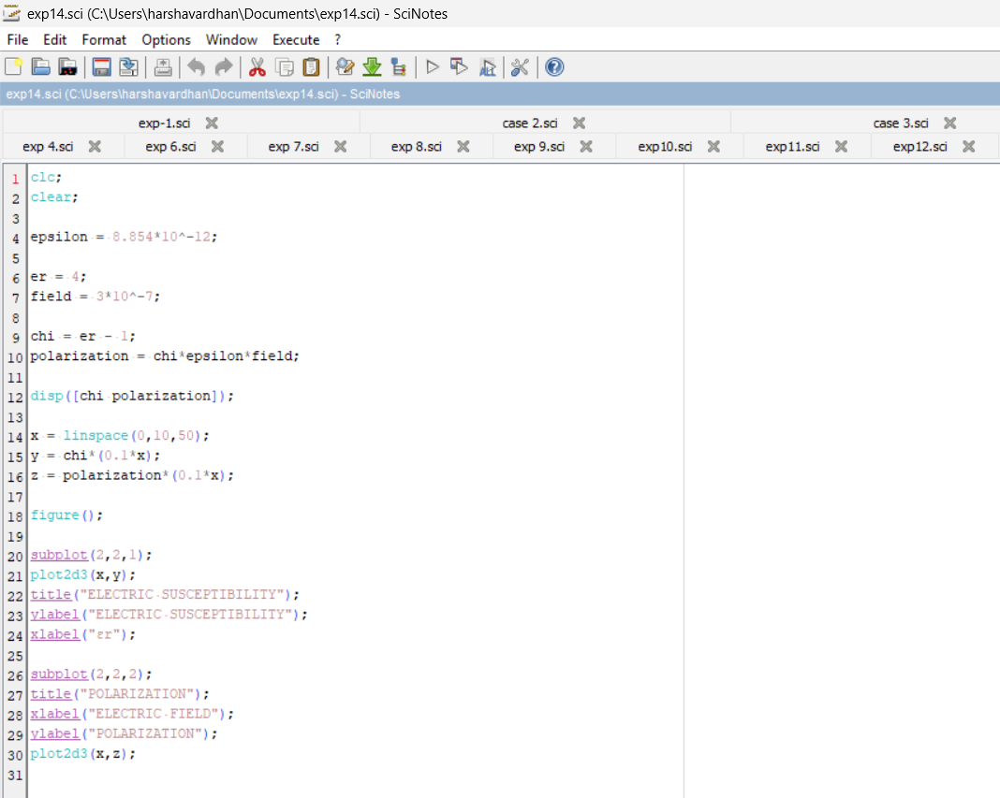 exp14.sci (C:\Users\harshavardhan\Documents\exp14.sci) - SciNotes
File Edit Format Options Window Execute ?
exp14.sci (C:\Users\harshavardhan\Documents\exp14.sci) - SciNotes
exp-1.sci case 2.sci case 3.sci
exp 4.sci exp 6.sci exp 7.sci exp 8.sci exp 9.sci exp10.sci exp11.sci exp12.sci
1 clc;
2 clear;
3
4 epsilon = 8.854*10^-12;
5
6 er = 4;
7 field = 3*10^-7;
8
9 chi = er - 1;
10 polarization = chi*epsilon*field;
11
12 disp([chi polarization]);
13
14 x = linspace(0,10,50);
15 y = chi*(0.1*x);
16 z = polarization*(0.1*x);
17
18 figure();
19
20 subplot(2,2,1);
21 plot2d3(x,y);
22 title("ELECTRIC SUSCEPTIBILITY");
23 ylabel("ELECTRIC SUSCEPTIBILITY");
24 xlabel("εr");
25
26 subplot(2,2,2);
27 title("POLARIZATION");
28 xlabel("ELECTRIC FIELD");
29 ylabel("POLARIZATION");
30 plot2d3(x,z);
31